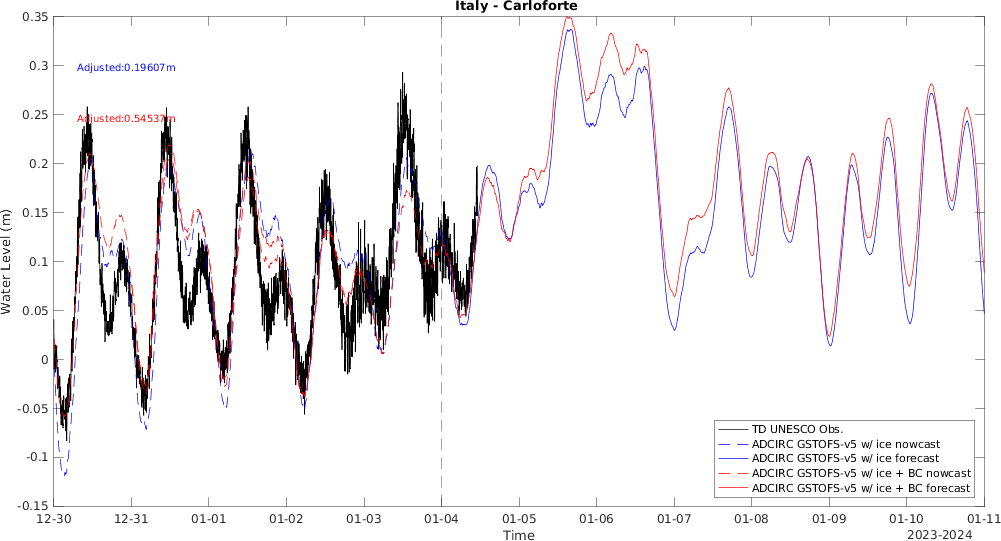 Italy - Carloforte
0.35
0.3
0.25
0.2
0.15
0.1
0.05
0
-0.05
-0.1
-0.15
Water Level (m)
Adjusted:0.19607m
Adjusted:0.54537m
TD UNESCO Obs.
ADCIRC GSTOFS-v5 w/ ice nowcast
ADCIRC GSTOFS-v5 w/ ice forecast
ADCIRC GSTOFS-v5 w/ ice + BC nowcast
ADCIRC GSTOFS-v5 w/ ice + BC forecast
12-30 12-31 01-01 01-02 01-03 01-04 01-05 01-06 01-07 01-08 01-09 01-10 01-11
Time
2023-2024